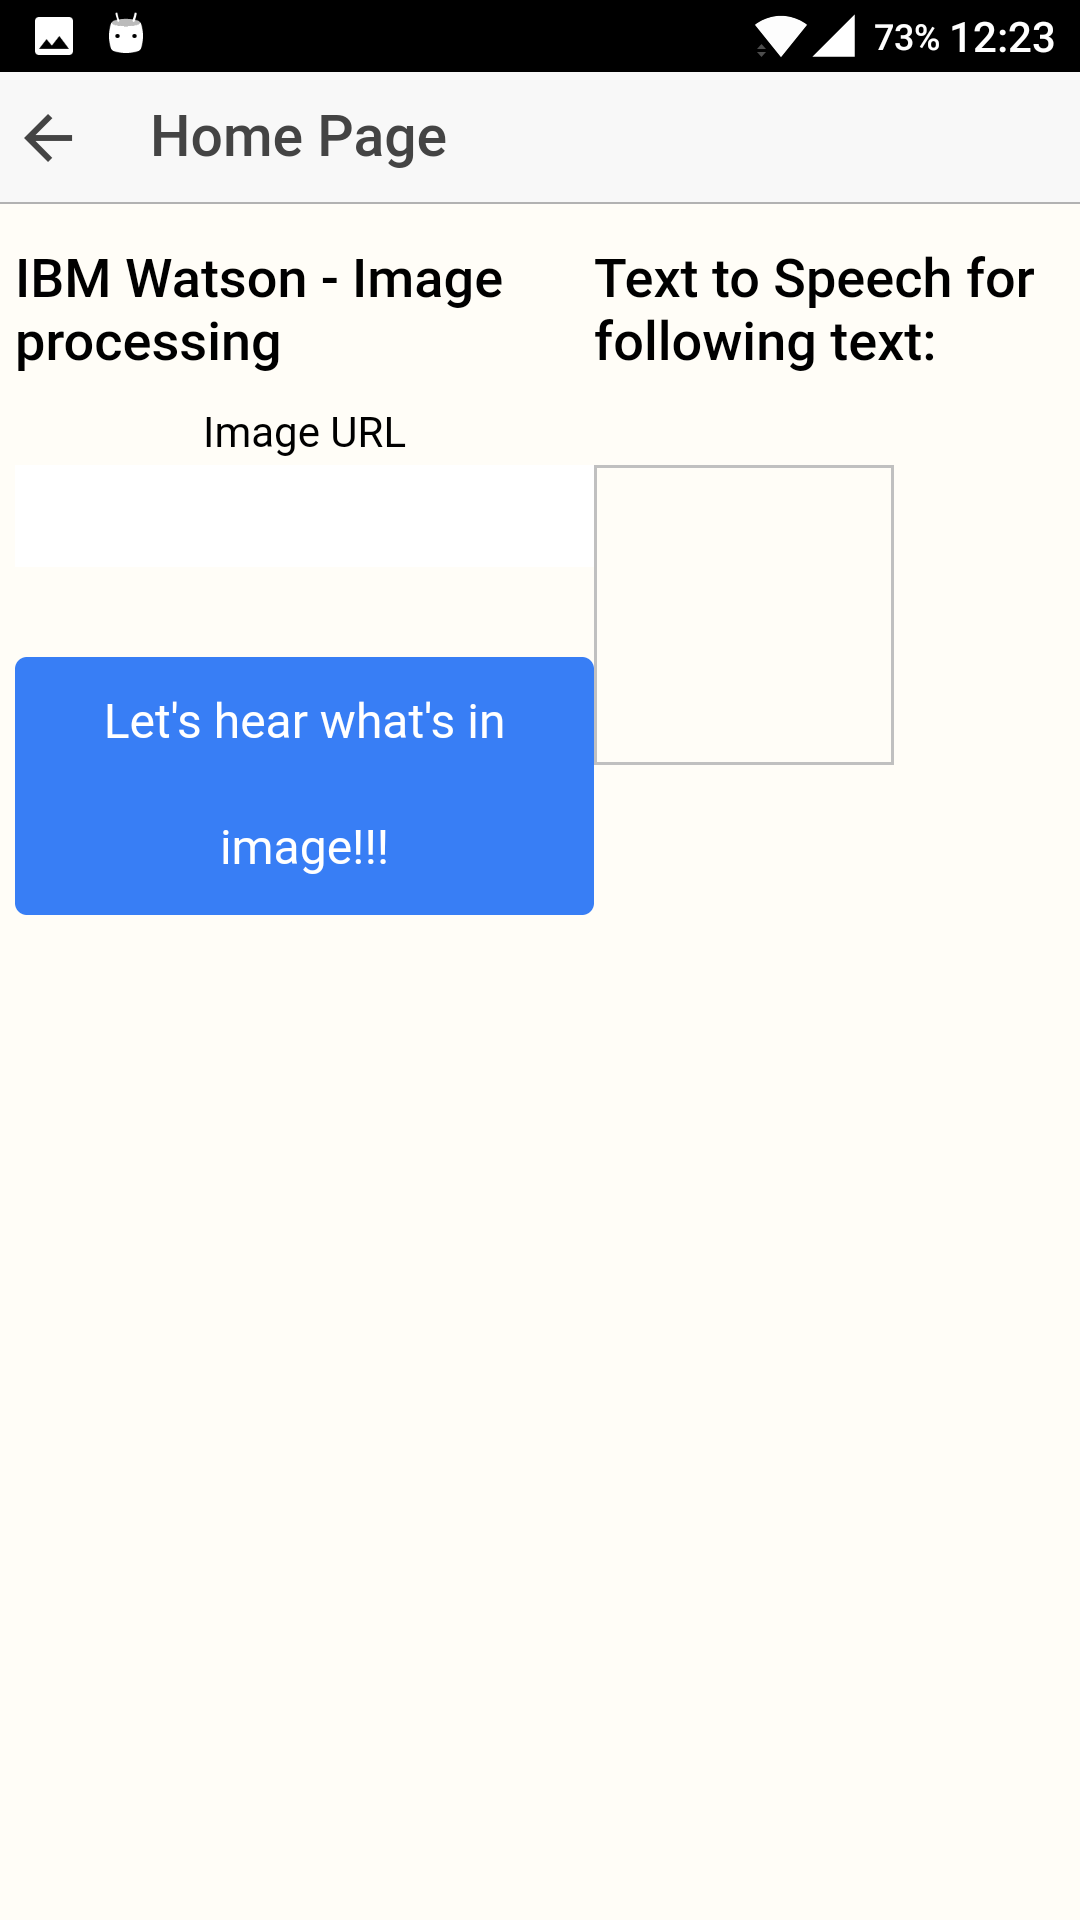 73% 12:23
Home Page
IBM Watson - Image
processing
Text to Speech for
following text:
Image URL
Let's hear what's in
image!!!